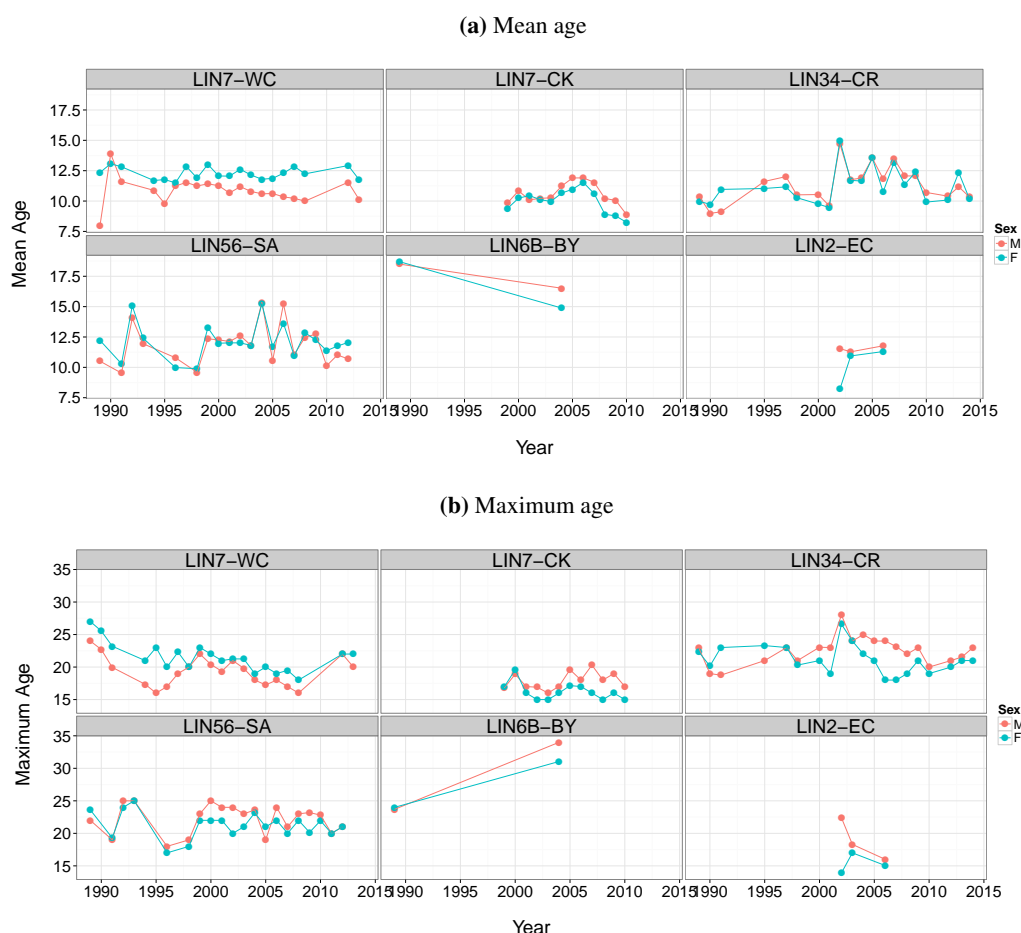 (a) Mean age
LIN7−WC LIN7−CK LIN34−CR
17.5
15.0
12.5
10.0
7.5
LIN56−SA LIN6B−BY LIN2−EC
17.5
15.0
12.5
10.0
7.5
Mean Age
1990 1995 2000 2005 2010 2015 1990 1995 2000 2005 2010 2015 1990 1995 2000 2005 2010 2015
Year
Sex
M
F
(b) Maximum age
LIN7−WC LIN7−CK LIN34−CR
35
30
25
20
15
LIN56−SA LIN6B−BY LIN2−EC
35
30
25
20
15
Maximum Age
1990 1995 2000 2005 2010 2015 1990 1995 2000 2005 2010 2015 1990 1995 2000 2005 2010 2015
Year
Sex
M
F